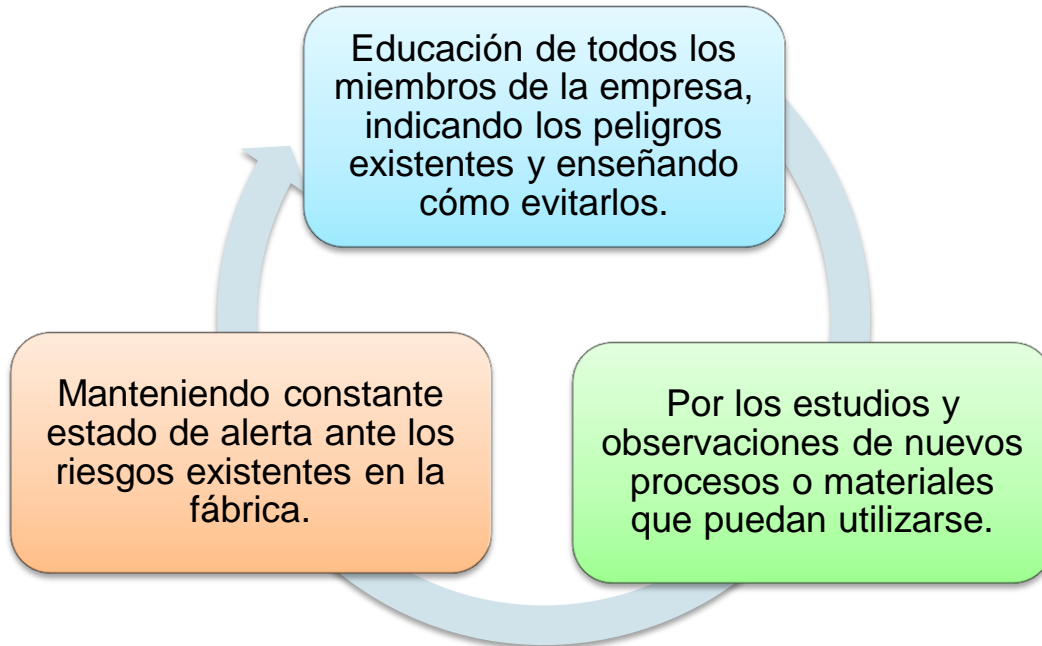 Educación de todos los
miembros de la empresa,
indicando los peligros
existentes y enseñando
cómo evitarlos.
Manteniendo constante
estado de alerta ante los
riesgos existentes en la
fábrica.
Por los estudios y
observaciones de nuevos
procesos o materiales
que puedan utilizarse.